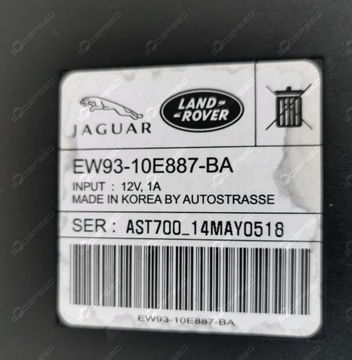 JAGUAR
LAND-
ROVER
EW93-10E887-BA
INPUT : 12V, 1A
MADE IN KOREA BY AUTOSTRASSE
SER : AST700_14MAY0518
EW93-10E887-BA